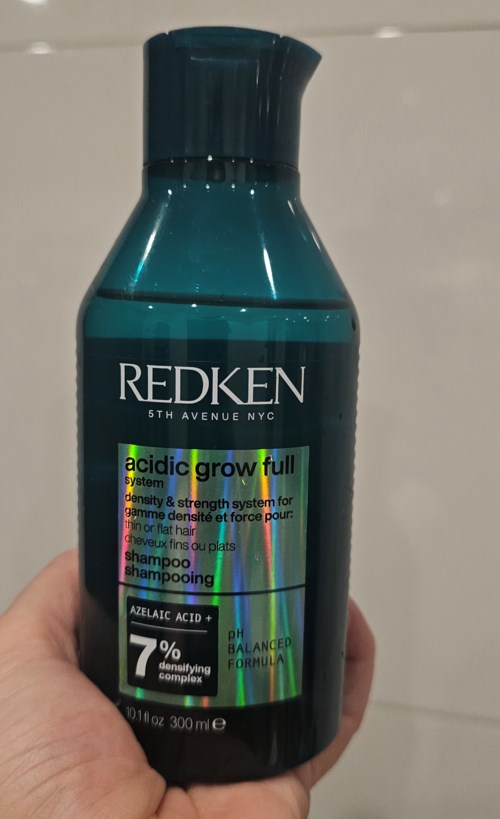 REDKEN
5TH AVENUE NYC
acidic grow full
system
density & strength system for
gamme densité et force pour:
thin or flat hair
cheveux fins ou plats
shampoo
shampooing
AZELAIC ACID +
7%
densifying
complex
pH
BALANCED
FORMULA
10.1 fl oz 300 ml ℮